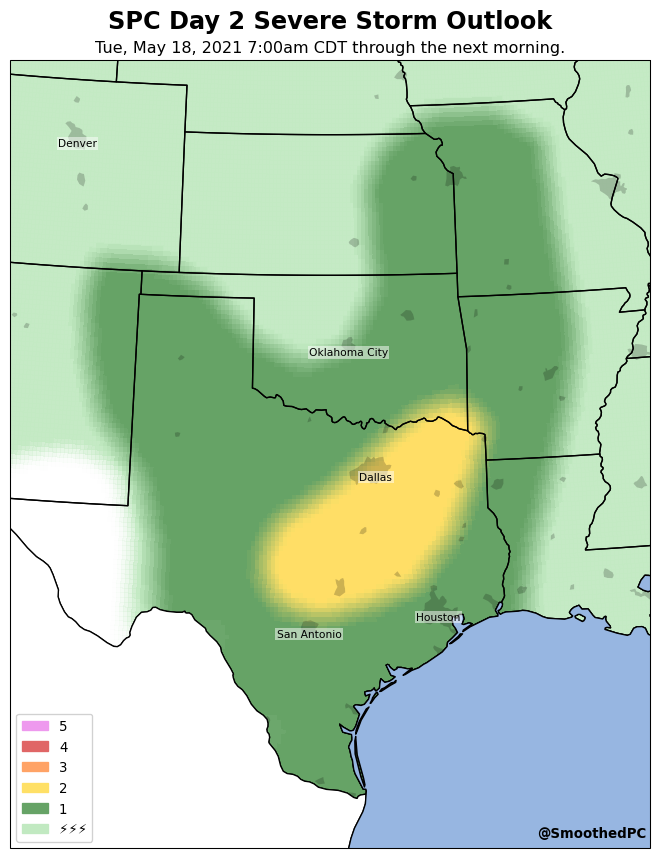 SPC Day 2 Severe Storm Outlook
Tue, May 18, 2021 7:00am CDT through the next morning.
Denver
Oklahoma City
Dallas
Houston
San Antonio
5
4
3
2
1
⚡⚡⚡
@SmoothedPC